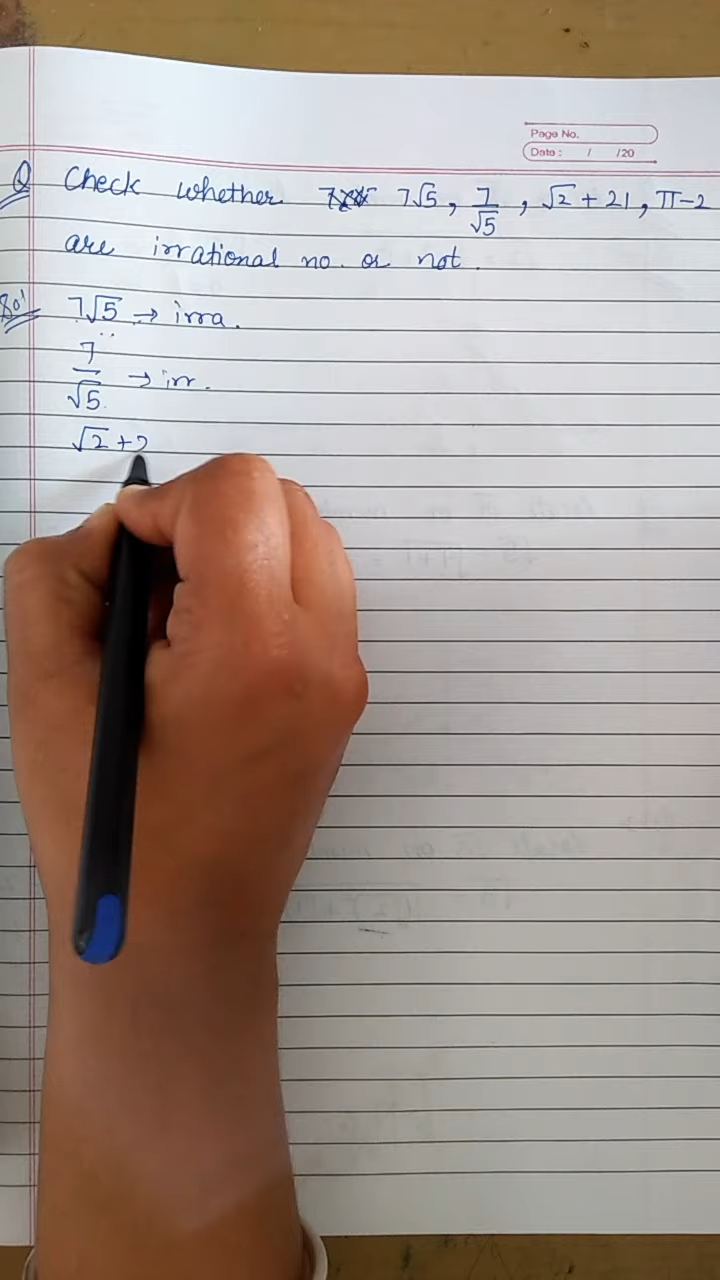 Page No.
Date : / /20
Q Check whether 7√5, 7/√5, √2 + 21, π-2
are irrational no. or not.
Sol 7√5 → irra.
7/√5 → irr.
√2 + 2